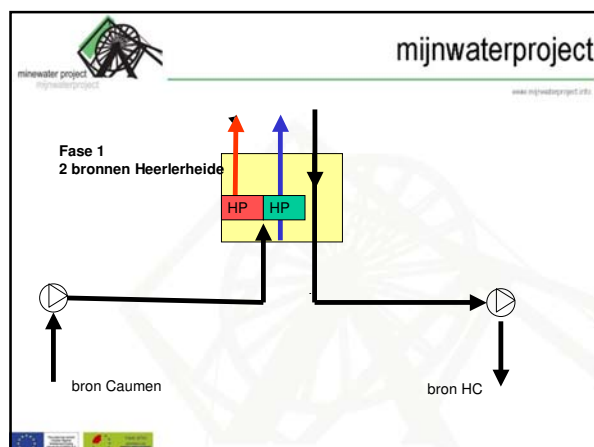 minewater project
mijnwaterproject
mijnwaterproject
www.mijnwaterproject.info
Fase 1
2 bronnen Heerlerheide
HP HP
bron Caumen
bron HC